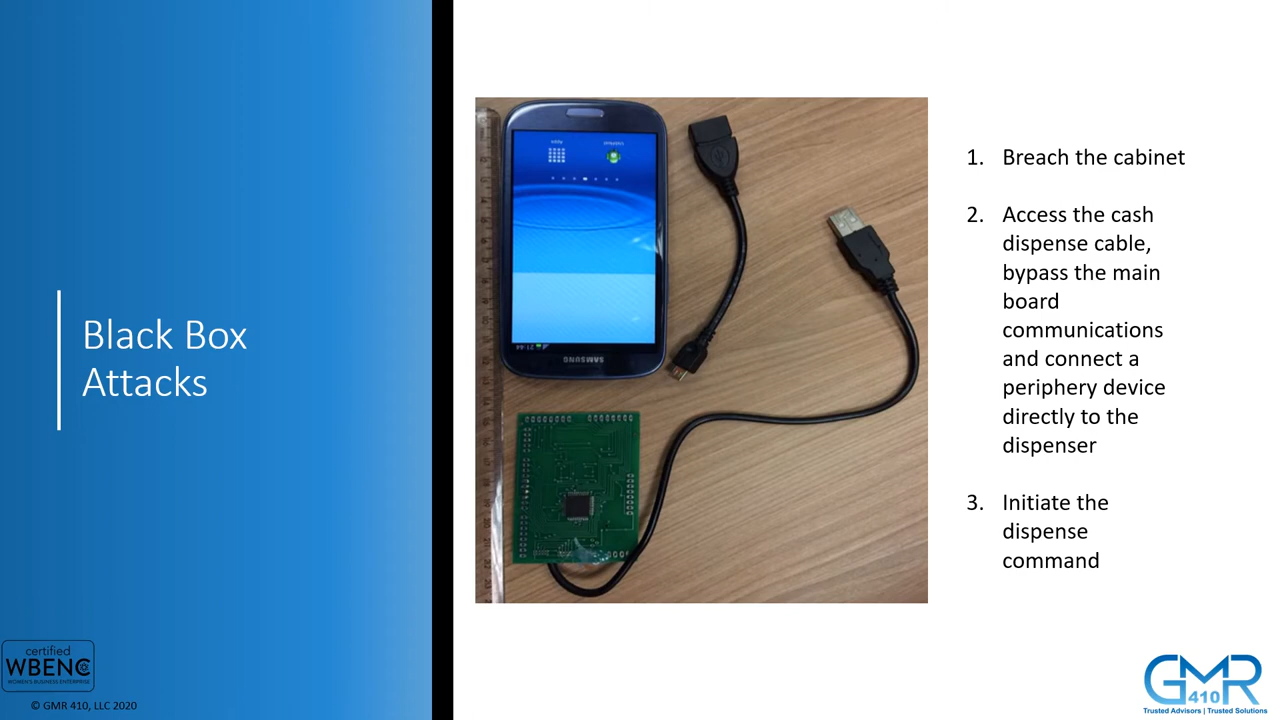 Black Box
Attacks
Apps
SAMSUNG
1. Breach the cabinet
2. Access the cash
dispense cable,
bypass the main
board
communications
and connect a
periphery device
directly to the
dispenser
3. Initiate the
dispense
command
certified
WBENC
WOMEN'S BUSINESS ENTERPRISE
© GMR 410, LLC 2020
GMR
410
Trusted Advisors | Trusted Solutions